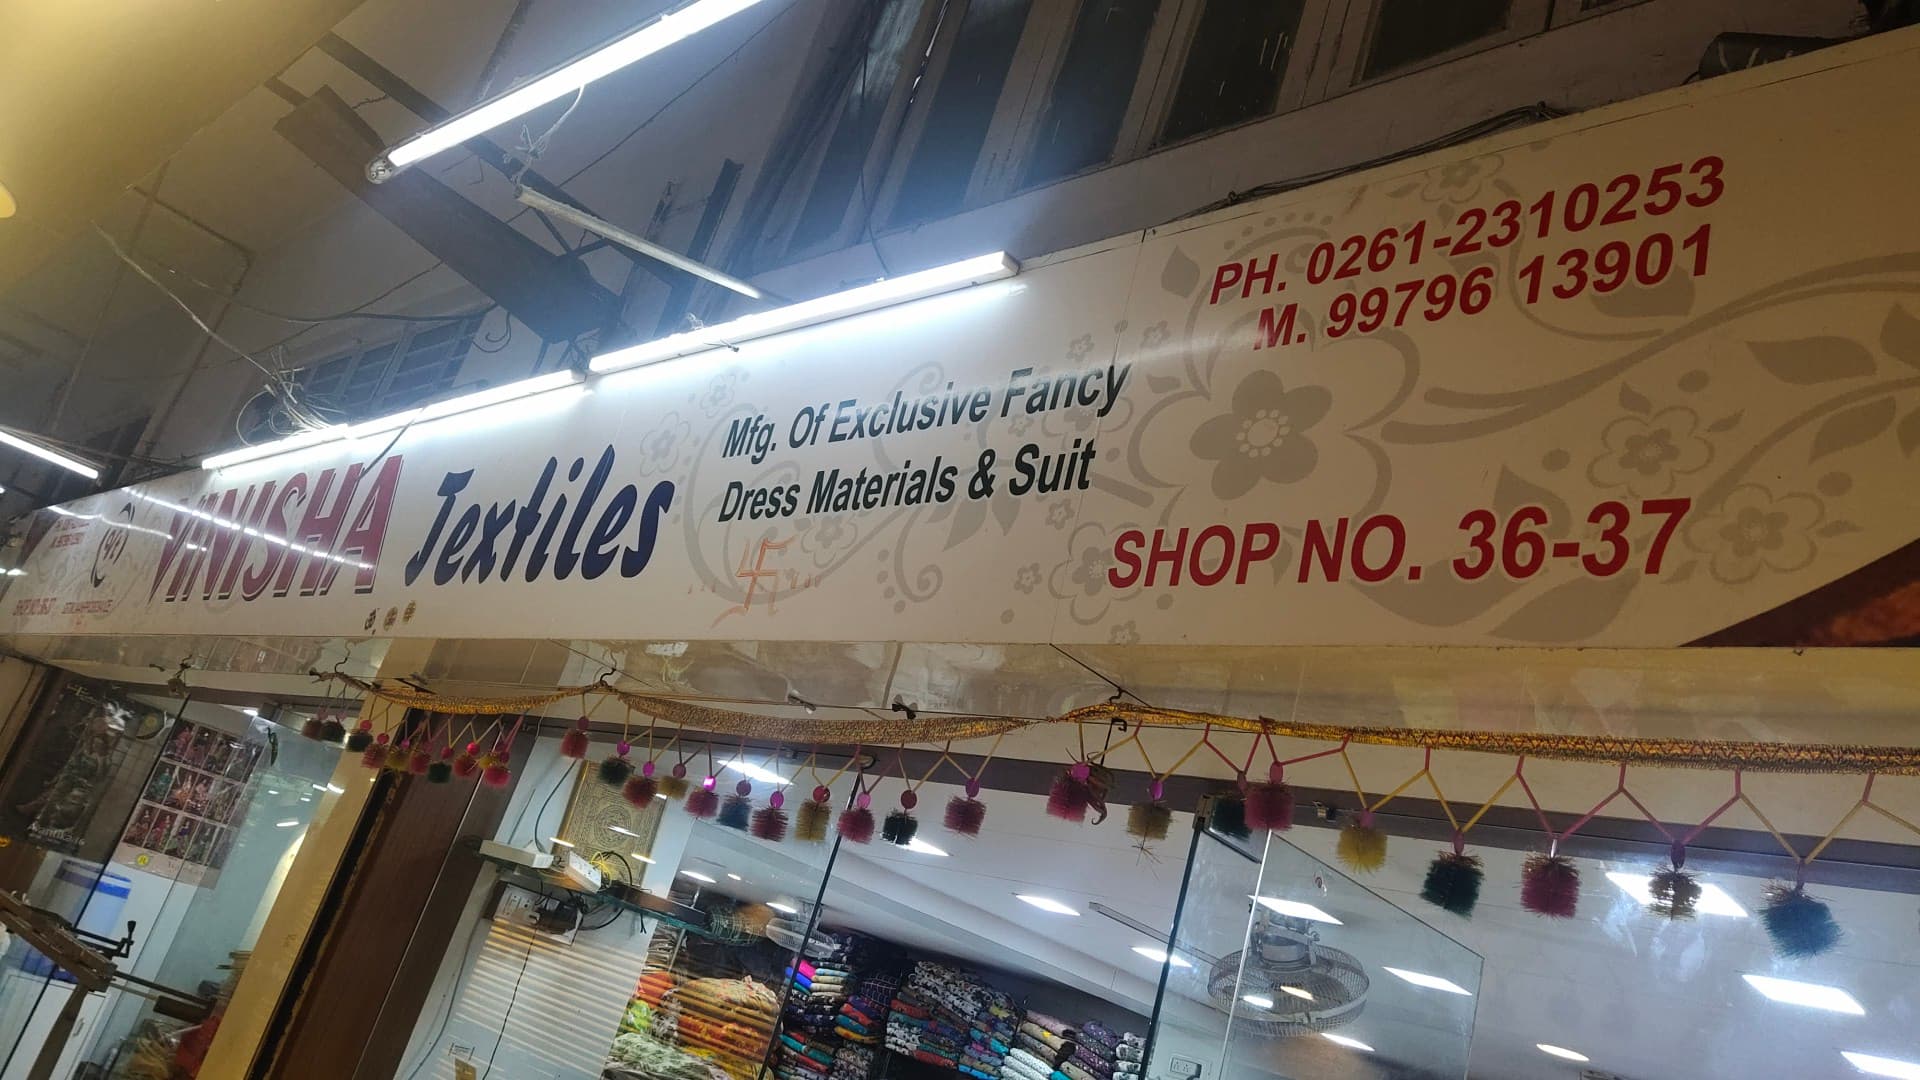 VINISHA Textiles
Mfg. Of Exclusive Fancy
Dress Materials & Suit
PH. 0261-2310253
M. 99796 13901
SHOP NO. 36-37